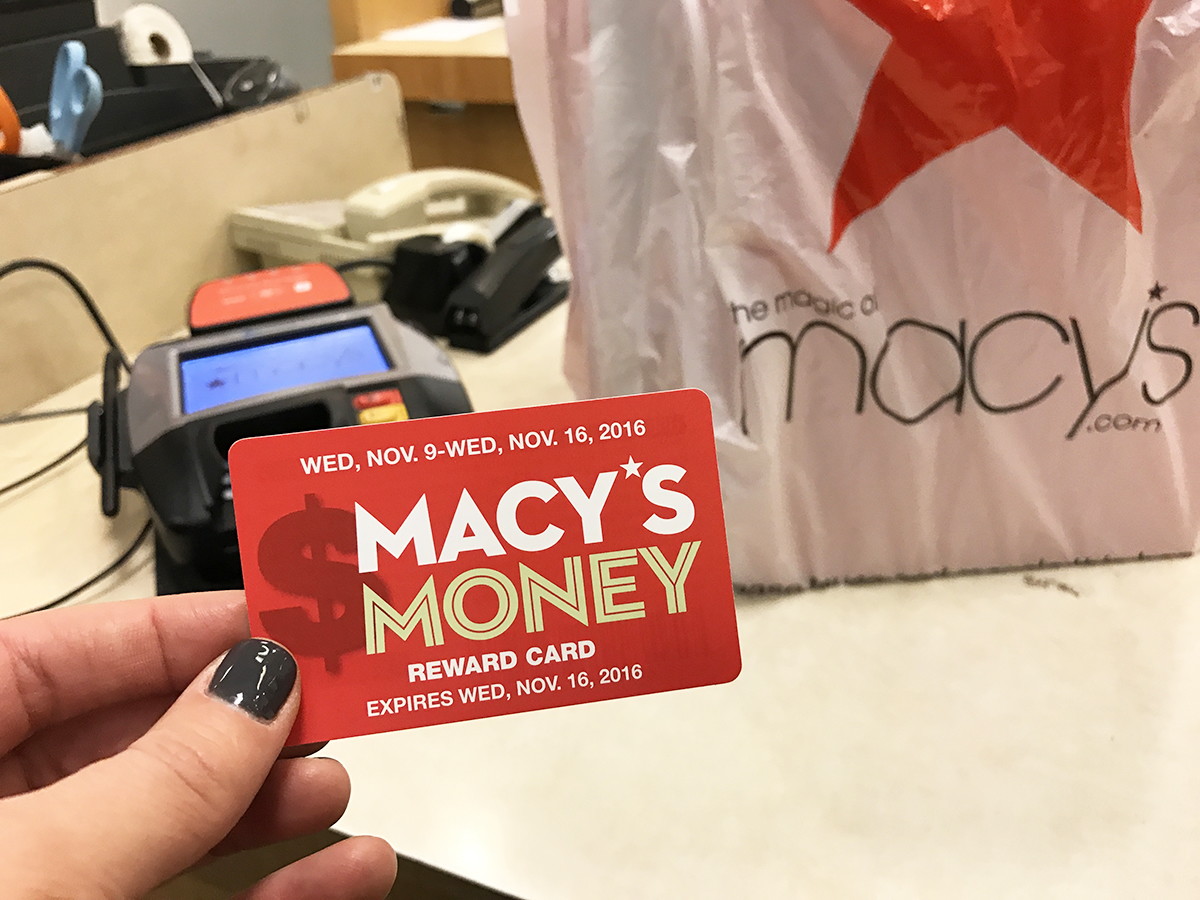 WED, NOV. 9-WED, NOV. 16, 2016
$
MACY'S
MONEY
REWARD CARD
EXPIRES WED, NOV. 16, 2016
he magic of
macy's
.com